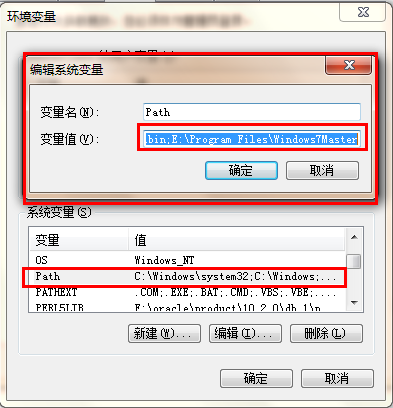 环境变量
编辑系统变量
变量名(N):
Path
变量值(V):
bin;E:\Program Files\Windows7Master
确定
取消
系统变量(S)
变量 值
OS Windows_NT
Path C:\Windows\system32;C:\Windows;...
PATHEXT .COM;.EXE;.BAT;.CMD;.VBS;.VBE;....
PERL5LIB F:\oracle\product\10.2.0\db_1\p
新建(W)...
编辑(I)...
删除(L)
确定
取消